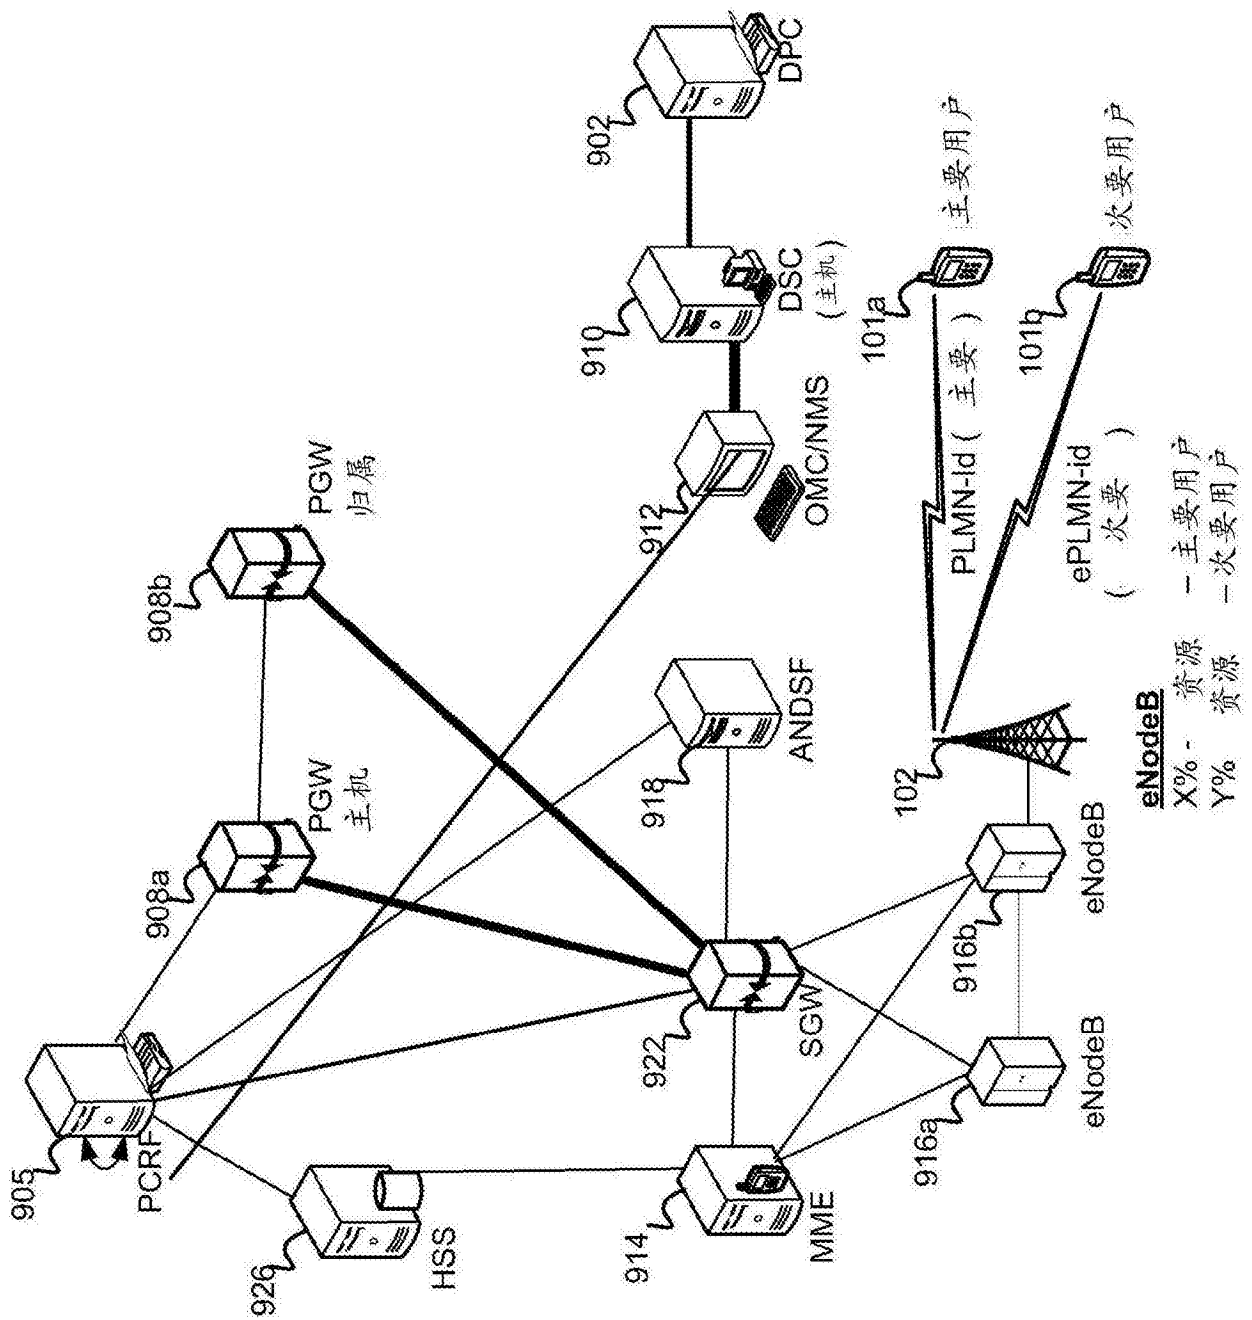 905
PCRF
926
HSS
914
MME
908a
PGW
主机
908b
PGW
归属
922
SGW
918
ANDSF
912
OMC/NMS
910
DSC
(主机)
902
DPC
916a
eNodeB
916b
eNodeB
102
101a
主要用户
PLMN-Id (主要)
101b
次要用户
ePLMN-id
(次要)
eNodeB
X% - 资源 - 主要用户
Y% 资源 - 次要用户